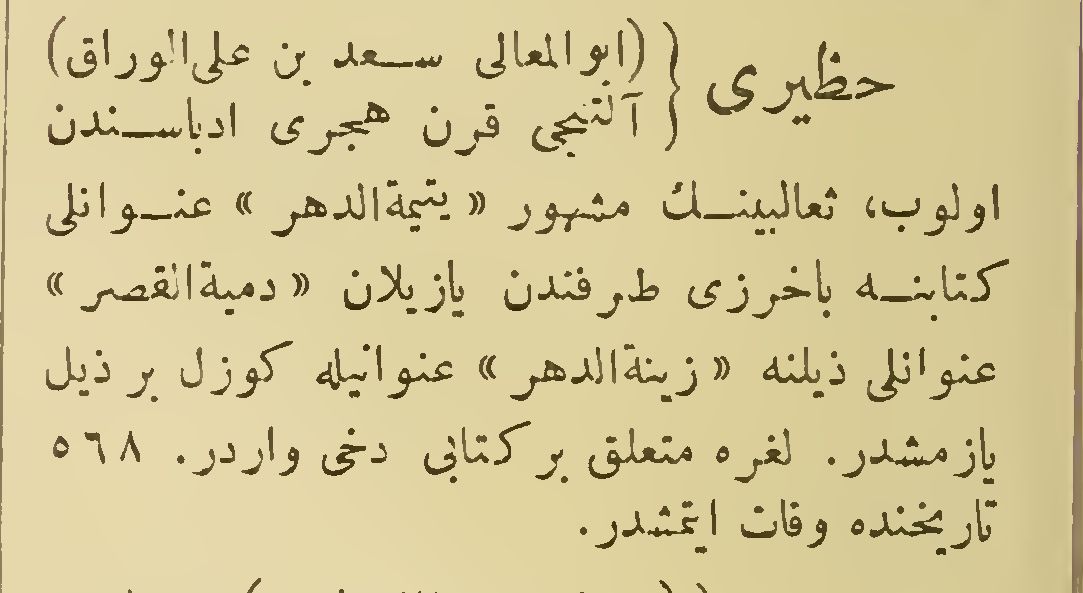 حظیری {(ابو المعالی سعد بن علی الوراق)
آلتنجی قرن هجری ادباسندن
اولوب، ثعالبینك مشهور «یتیمة الدهر» عنوانلی
کتابنه باخرزی طرفندن یازیلان «دمیة القصر»
عنوانلی ذیلنه «زینة الدهر» عنوانیله کوزل بر ذیل
یازمشدر. لغزه متعلق بر کتابی دخی واردر. ٥٦٨
تاریخنده وفات ایتمشدر.